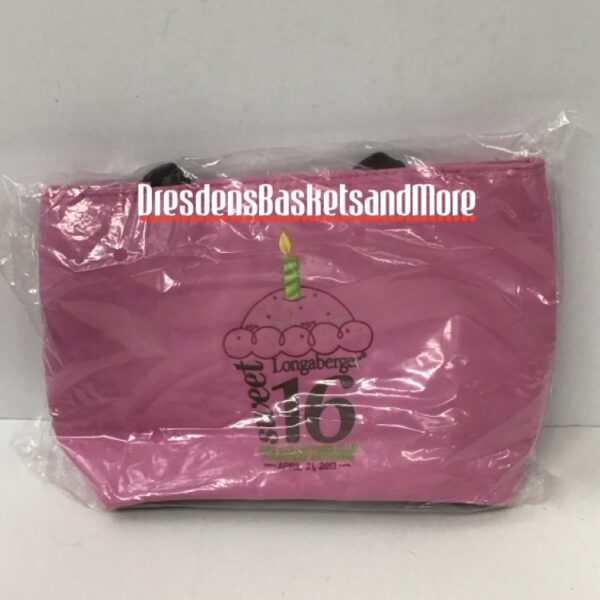 DresdensBasketsandMore
Longaberger
sweet
16
APRIL 21, 2012